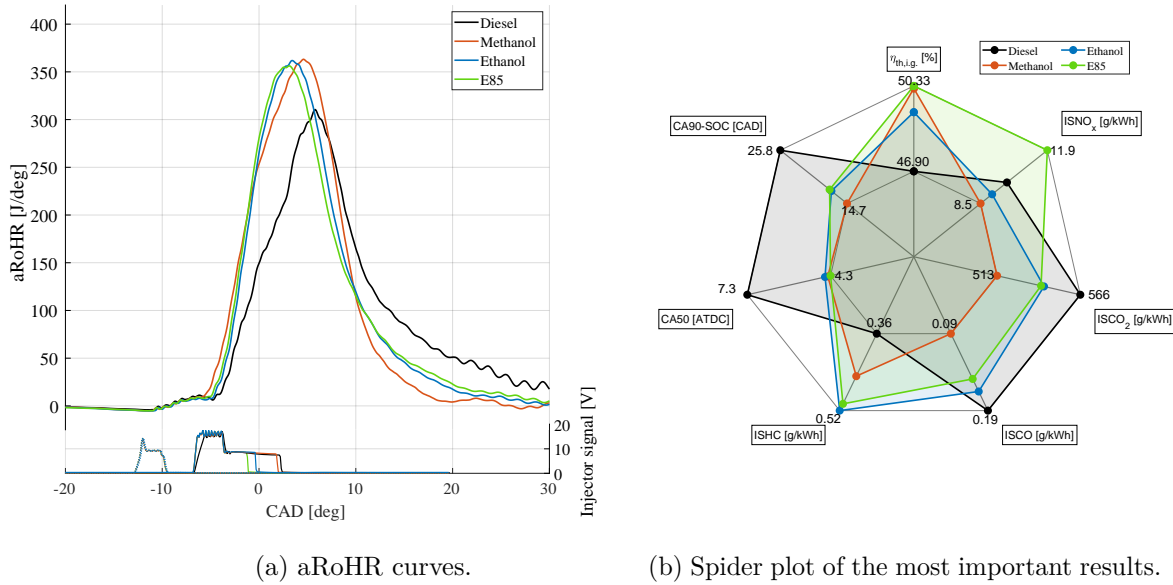 400
350
300
250
200
150
100
50
0
aRoHR [J/deg]
Diesel
Methanol
Ethanol
E85
20
10
0
Injector signal [V]
-20
-10
0
10
20
30
CAD [deg]
(a) aRoHR curves.
Diesel
Ethanol
Methanol
E85
η_th,i.g. [%]
50.33
46.90
ISNO_x [g/kWh]
11.9
8.5
CA90-SOC [CAD]
25.8
14.7
513
566
ISCO_2 [g/kWh]
7.3
4.3
CA50 [ATDC]
0.36
0.09
0.52
0.19
ISHC [g/kWh]
ISCO [g/kWh]
(b) Spider plot of the most important results.